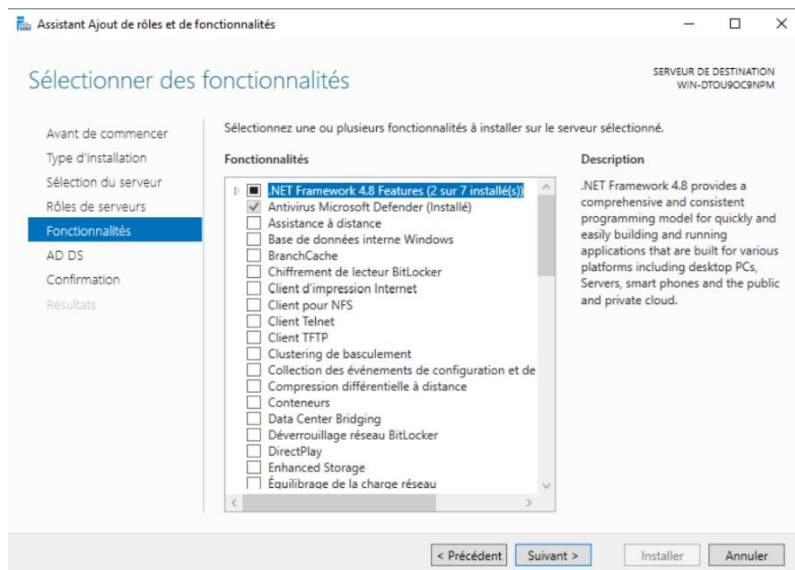 Assistant Ajout de rôles et de fonctionnalités
Sélectionner des fonctionnalités
SERVEUR DE DESTINATION
WIN-DTOU9OC9NPM
Avant de commencer
Type d'installation
Sélection du serveur
Rôles de serveurs
Fonctionnalités
AD DS
Confirmation
Résultats
Sélectionnez une ou plusieurs fonctionnalités à installer sur le serveur sélectionné.
Fonctionnalités
.NET Framework 4.8 Features (2 sur 7 installé(s))
Antivirus Microsoft Defender (Installé)
Assistance à distance
Base de données interne Windows
BranchCache
Chiffrement de lecteur BitLocker
Client d'impression Internet
Client pour NFS
Client Telnet
Client TFTP
Clustering de basculement
Collection des événements de configuration et de
Compression différentielle à distance
Conteneurs
Data Center Bridging
Déverrouillage réseau BitLocker
DirectPlay
Enhanced Storage
Équilibrage de la charge réseau
Description
.NET Framework 4.8 provides a
comprehensive and consistent
programming model for quickly and
easily building and running
applications that are built for various
platforms including desktop PCs,
Servers, smart phones and the public
and private cloud.
< Précédent
Suivant >
Installer
Annuler